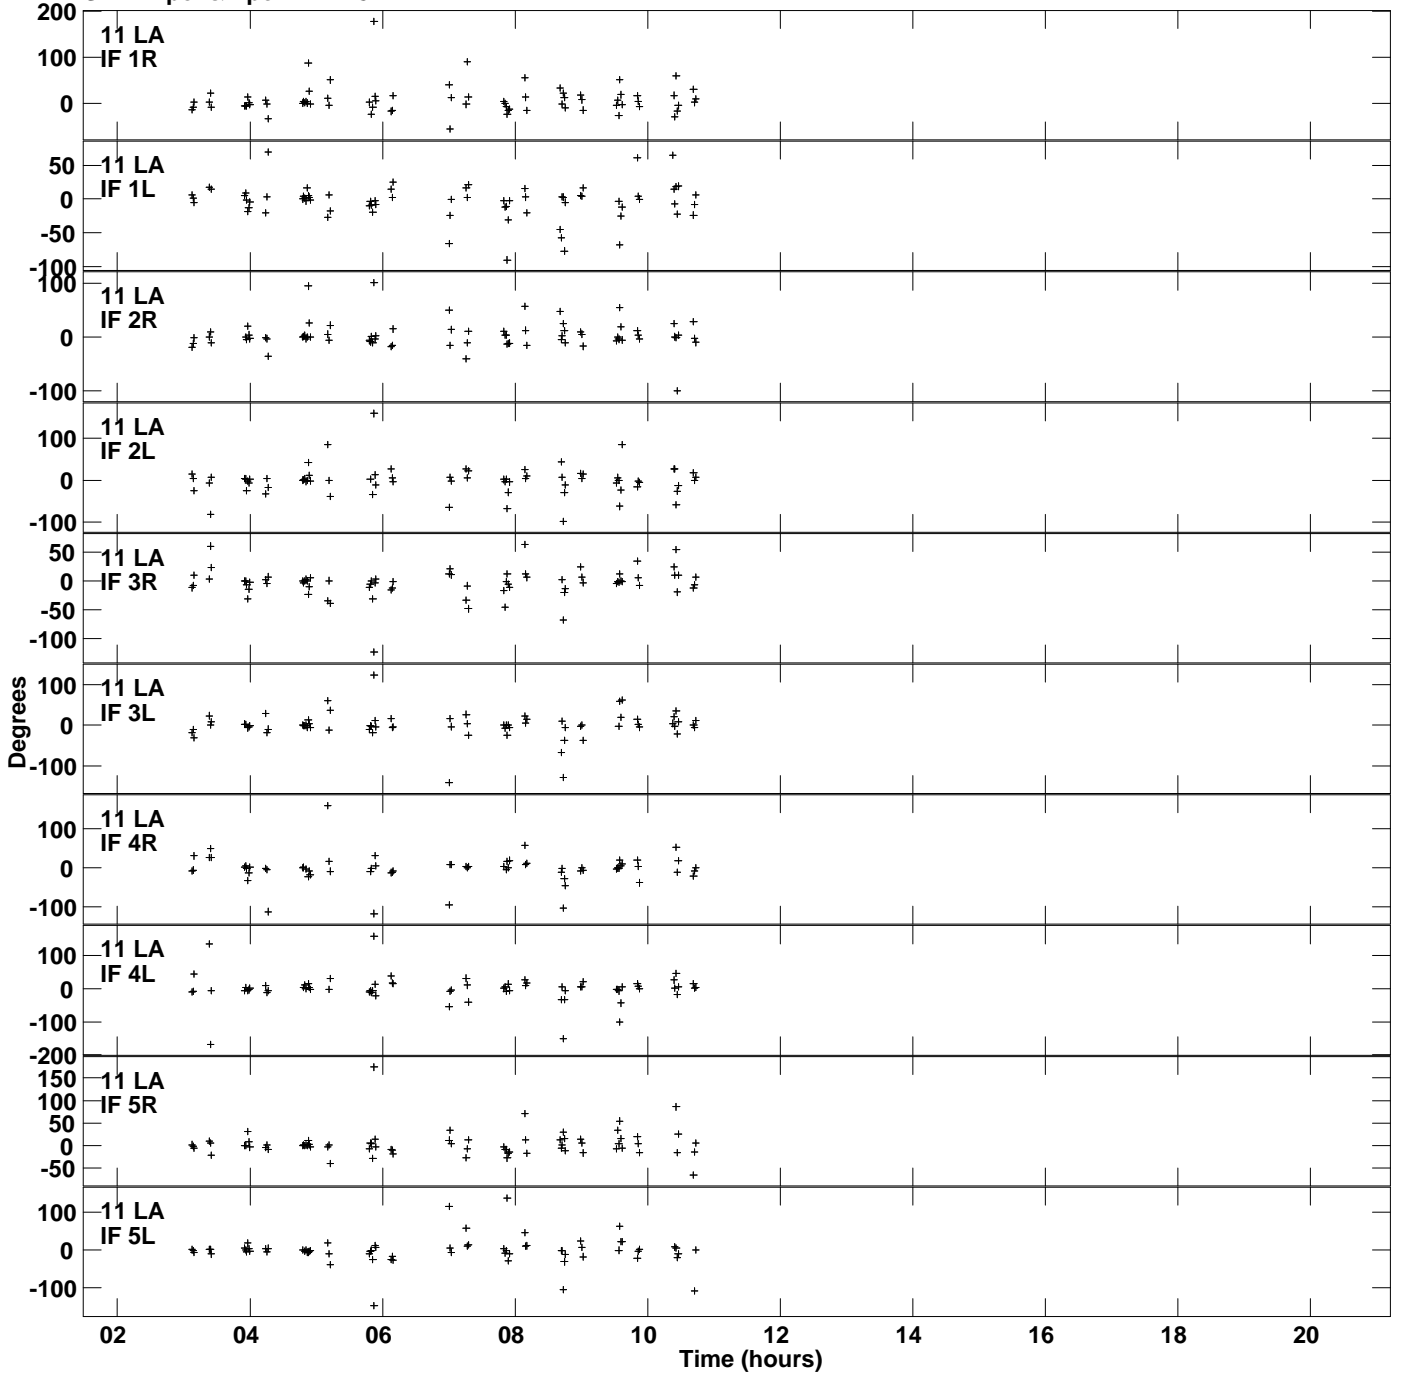 200
11 LA
IF 1R
100
0
11 LA
50
IF 1L
0
-50
-100
100
11 LA
IF 2R
0
-100
11 LA
100
IF 2L
0
-100
11 LA
50
IF 3R
0
-50
-100
11 LA
100
IF 3L
0
-100
11 LA
100
IF 4R
0
-100
11 LA
100
IF 4L
0
-100
-200
11 LA
150
IF 5R
100
50
0
-50
11 LA
100
IF 5L
0
-100
Degrees
02 04 06 08 10 12 14 16 18 20
Time (hours)